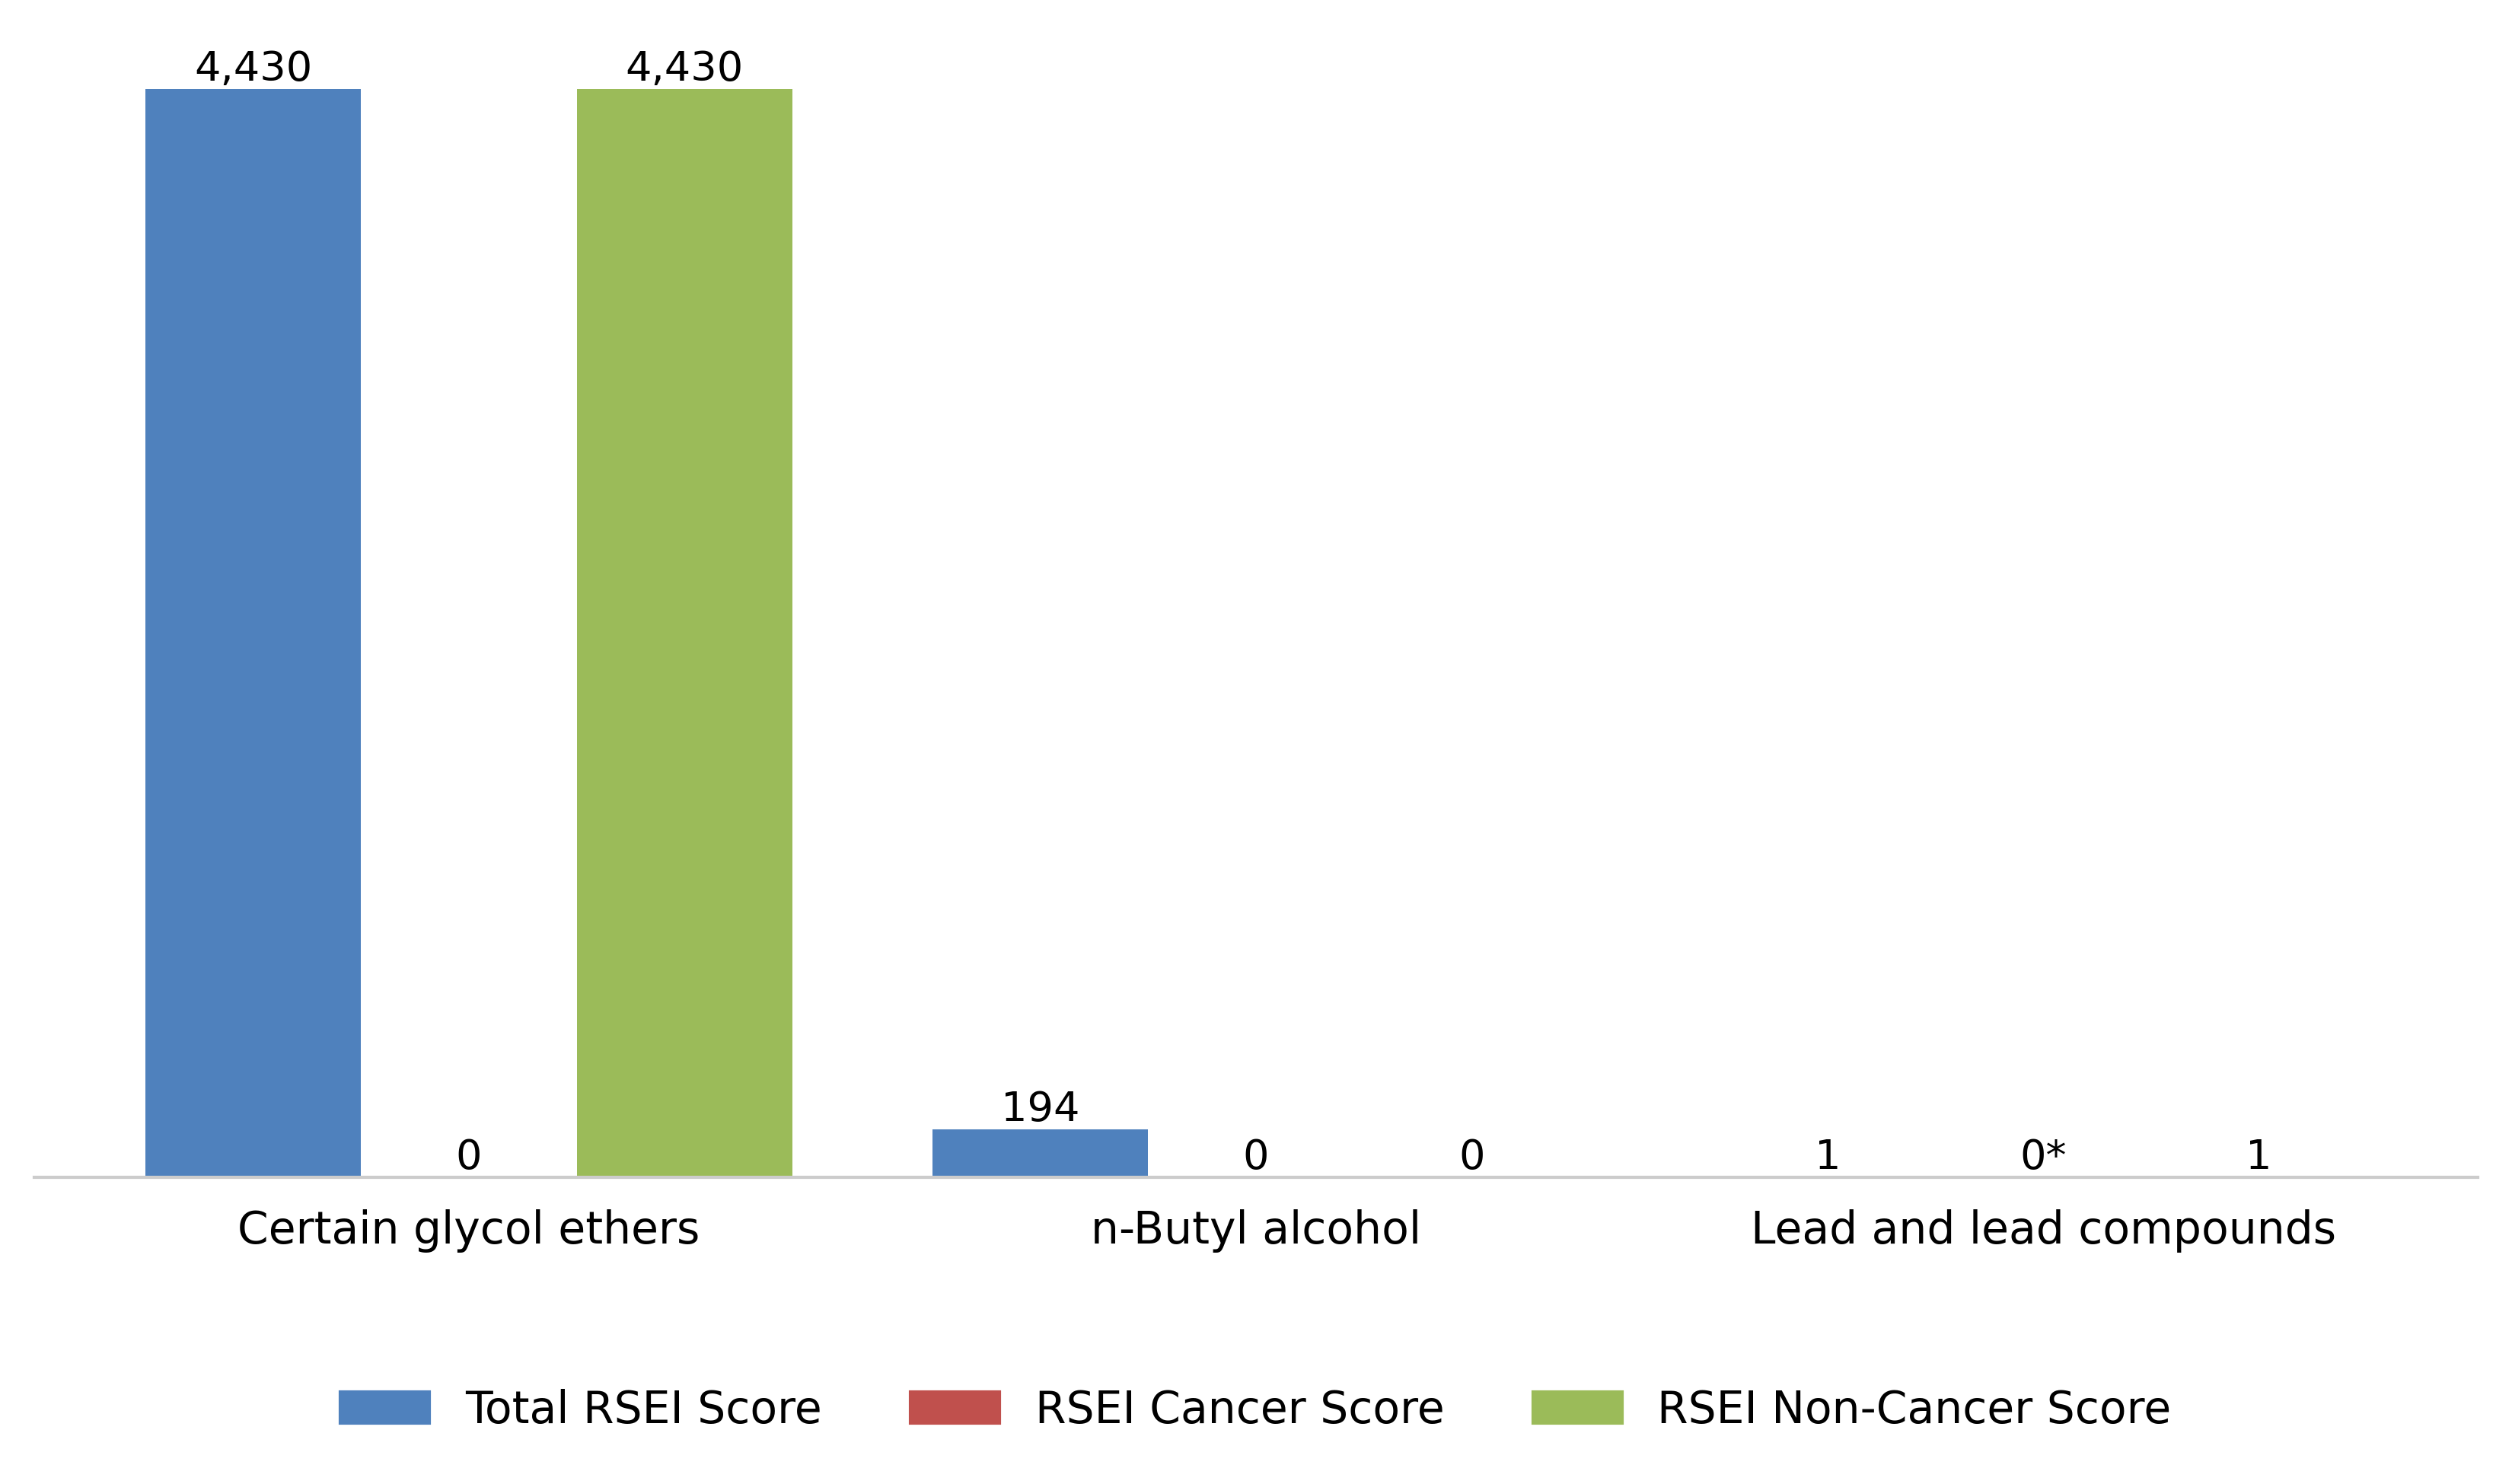 4,430 4,430
194
0 0 0 1 0* 1
Certain glycol ethers n-Butyl alcohol Lead and lead compounds
Total RSEI Score RSEI Cancer Score RSEI Non-Cancer Score